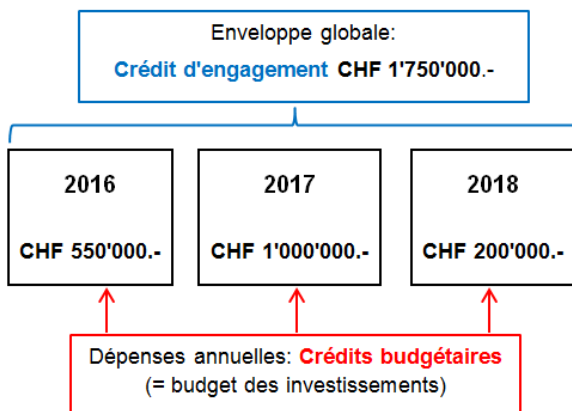 Enveloppe globale:
Crédit d'engagement CHF 1'750'000.-
2016
2017
2018
CHF 550'000.-
CHF 1'000'000.-
CHF 200'000.-
Dépenses annuelles: Crédits budgétaires
(= budget des investissements)